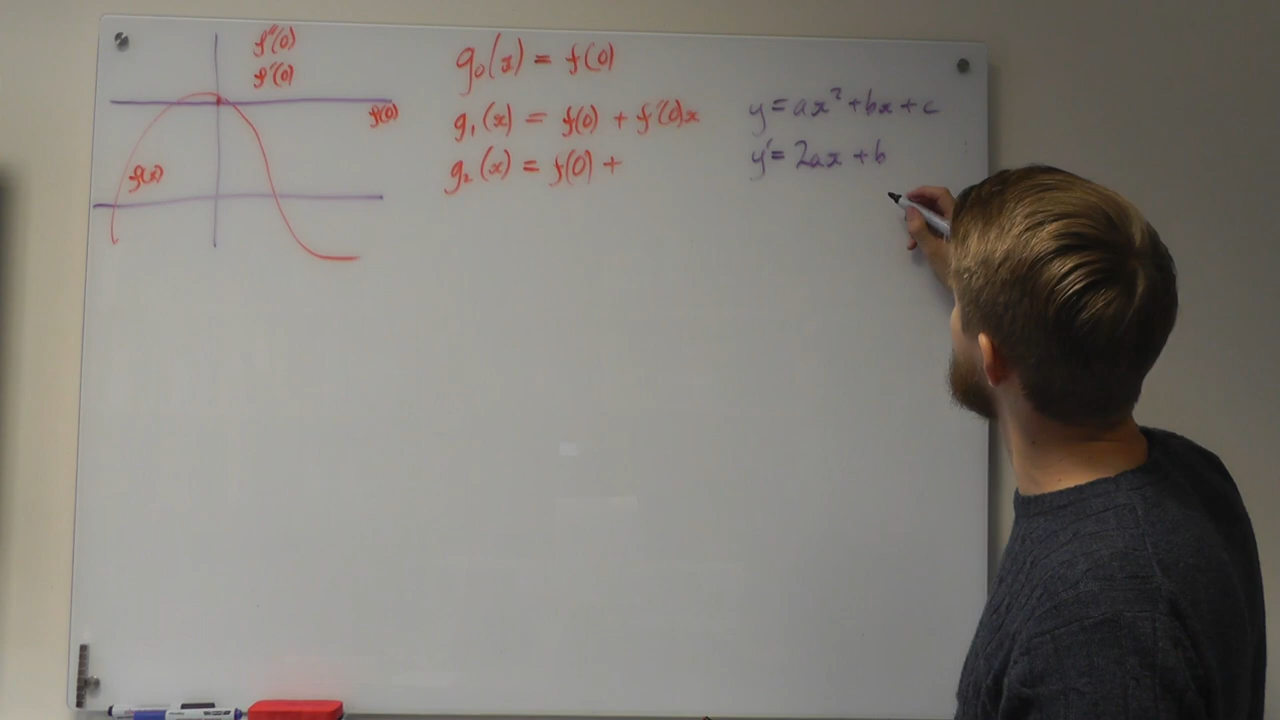 f''(0)
f'(0)
f(0)
f(x)
g₀(x) = f(0)
g₁(x) = f(0) + f'(0)x
g₂(x) = f(0) +
y = ax² + bx + c
y' = 2ax + b